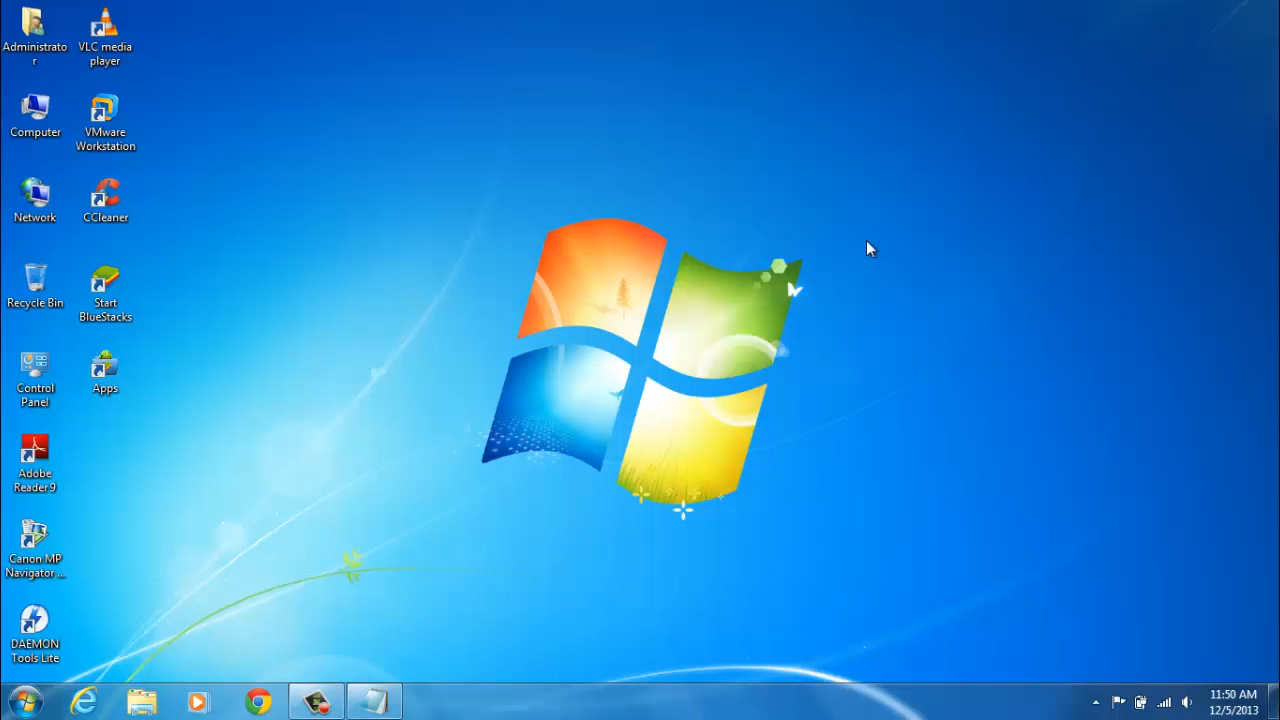 Administrato
r
VLC media
player
Computer
VMware
Workstation
Network
CCleaner
Recycle Bin
Start
BlueStacks
Control
Panel
Apps
Adobe
Reader 9
Canon MP
Navigator ...
DAEMON
Tools Lite
11:50 AM
12/5/2013